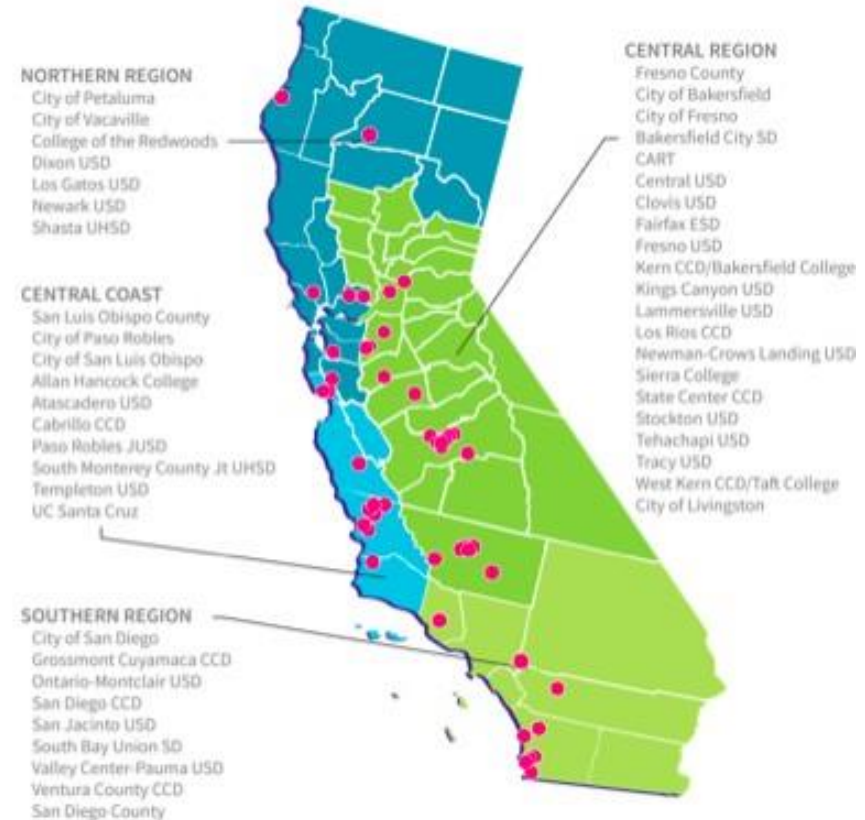 NORTHERN REGION
City of Petaluma
City of Vacaville
College of the Redwoods
Dixon USD
Los Gatos USD
Newark USD
Shasta UHSD
CENTRAL COAST
San Luis Obispo County
City of Paso Robles
City of San Luis Obispo
Allan Hancock College
Atascadero USD
Cabrillo CCD
Paso Robles JUSD
South Monterey County Jt UHSD
Templeton USD
UC Santa Cruz
SOUTHERN REGION
City of San Diego
Grossmont Cuyamaca CCD
Ontario-Montclair USD
San Diego CCD
San Jacinto USD
South Bay Union SD
Valley Center-Pauma USD
Ventura County CCD
San Diego County
CENTRAL REGION
Fresno County
City of Bakersfield
City of Fresno
Bakersfield City SD
CART
Central USD
Clovis USD
Fairfax ESD
Fresno USD
Kern CCD/Bakersfield College
Kings Canyon USD
Lammersville USD
Los Rios CCD
Newman-Crows Landing USD
Sierra College
State Center CCD
Stockton USD
Tehachapi USD
Tracy USD
West Kern CCD/Taft College
City of Livingston